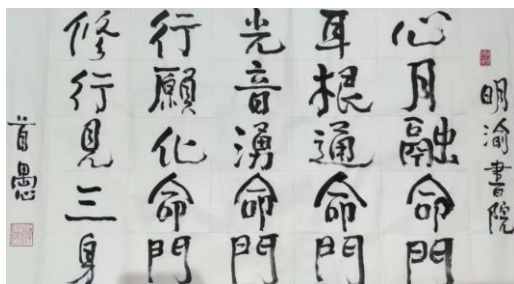 明渝書院
心月融命門
耳根通命門
光音湧命門
行願化命門
修行見三身
首愚